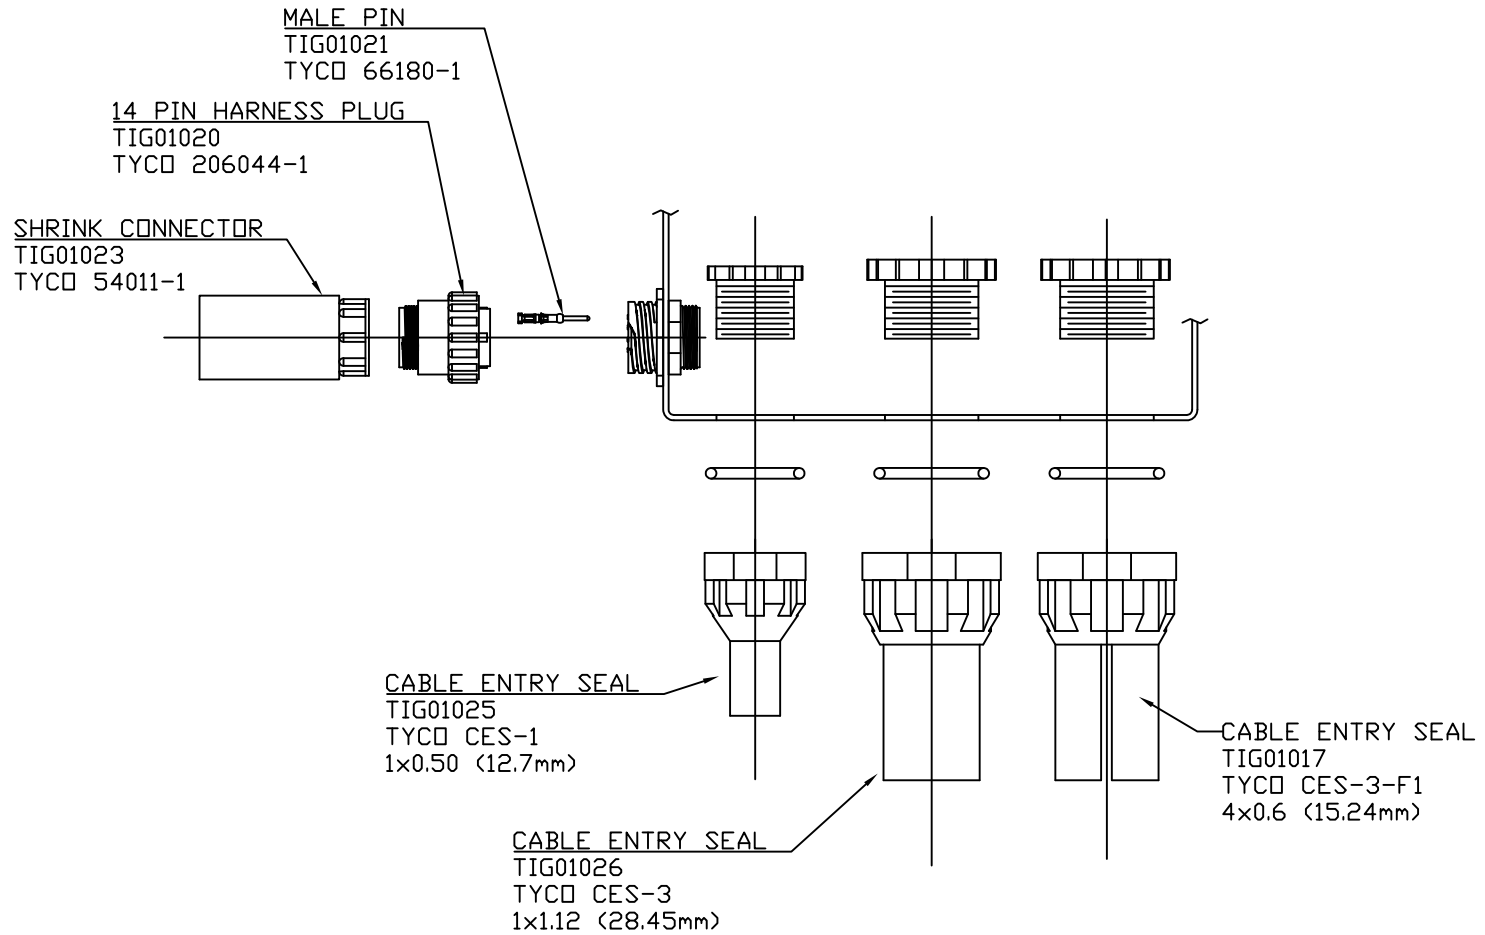 MALE PIN
TIG01021
TYCO 66180-1
14 PIN HARNESS PLUG
TIG01020
TYCO 206044-1
SHRINK CONNECTOR
TIG01023
TYCO 54011-1
CABLE ENTRY SEAL
TIG01025
TYCO CES-1
1x0.50 (12.7mm)
CABLE ENTRY SEAL
TIG01017
TYCO CES-3-F1
4x0.6 (15.24mm)
CABLE ENTRY SEAL
TIG01026
TYCO CES-3
1x1.12 (28.45mm)